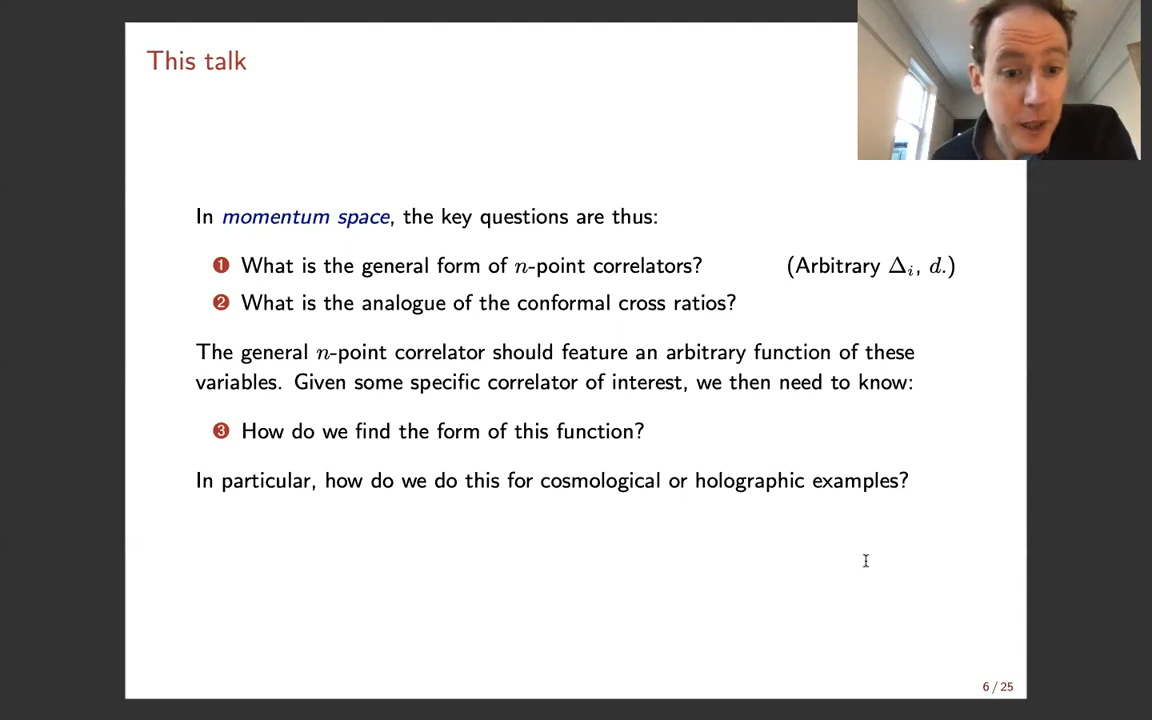 This talk
In momentum space, the key questions are thus:
❶ What is the general form of n-point correlators? (Arbitrary Δᵢ, d.)
❷ What is the analogue of the conformal cross ratios?
The general n-point correlator should feature an arbitrary function of these
variables. Given some specific correlator of interest, we then need to know:
❸ How do we find the form of this function?
In particular, how do we do this for cosmological or holographic examples?
6 / 25